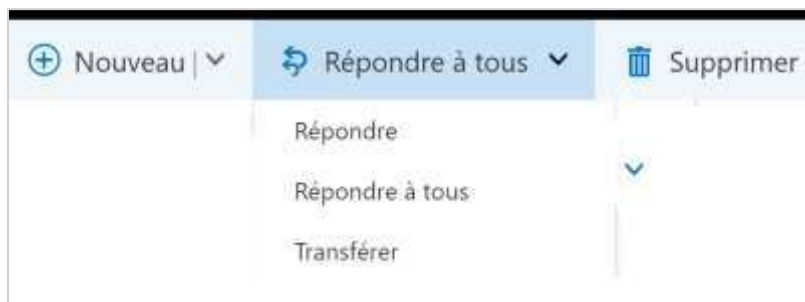 Nouveau | Répondre à tous Supprimer
Répondre
Répondre à tous
Transférer